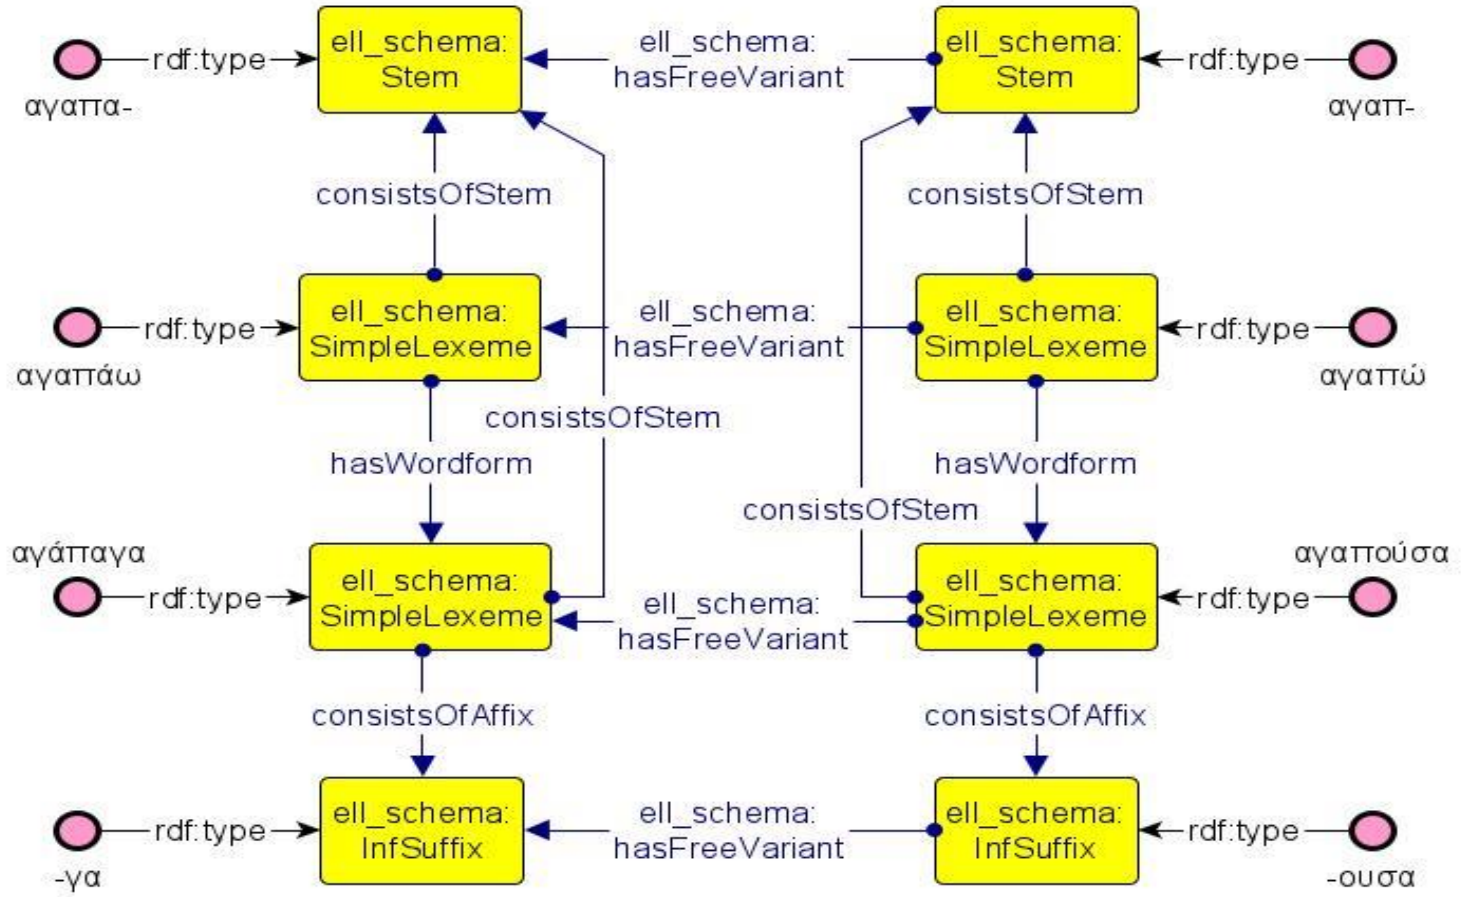 ell_schema:
Stem
ell_schema:
hasFreeVariant
ell_schema:
Stem
rdf:type
rdf:type
αγαπα-
αγαπ-
consistsOfStem
consistsOfStem
ell_schema:
SimpleLexeme
ell_schema:
hasFreeVariant
ell_schema:
SimpleLexeme
rdf:type
rdf:type
αγαπάω
αγαπώ
consistsOfStem
hasWordform
hasWordform
consistsOfStem
αγάπαγα
αγαπούσα
ell_schema:
SimpleLexeme
ell_schema:
hasFreeVariant
ell_schema:
SimpleLexeme
rdf:type
rdf:type
consistsOfAffix
consistsOfAffix
ell_schema:
InfSuffix
ell_schema:
hasFreeVariant
ell_schema:
InfSuffix
rdf:type
rdf:type
-γα
-ουσα